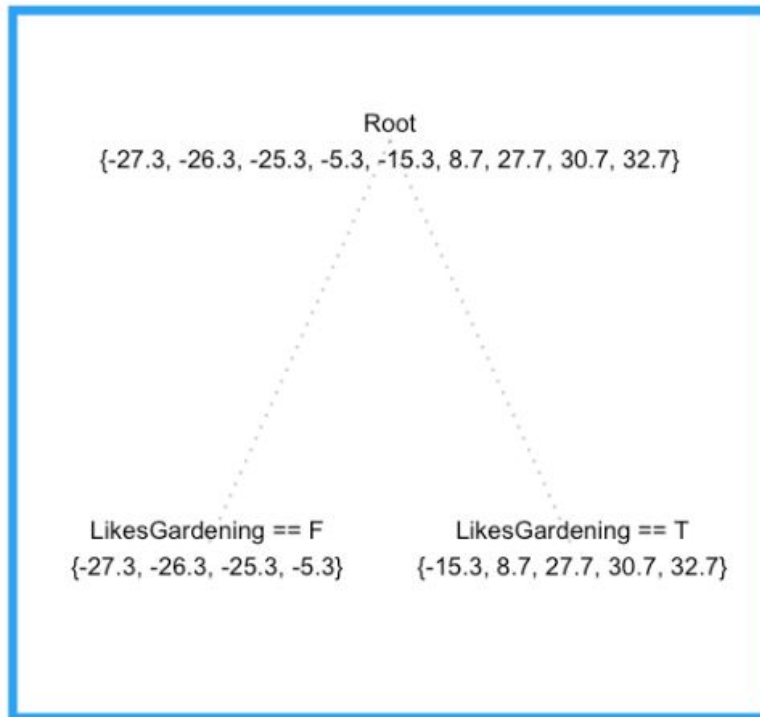 Root
{-27.3, -26.3, -25.3, -5.3, -15.3, 8.7, 27.7, 30.7, 32.7}
LikesGardening == F
LikesGardening == T
{-27.3, -26.3, -25.3, -5.3}
{-15.3, 8.7, 27.7, 30.7, 32.7}